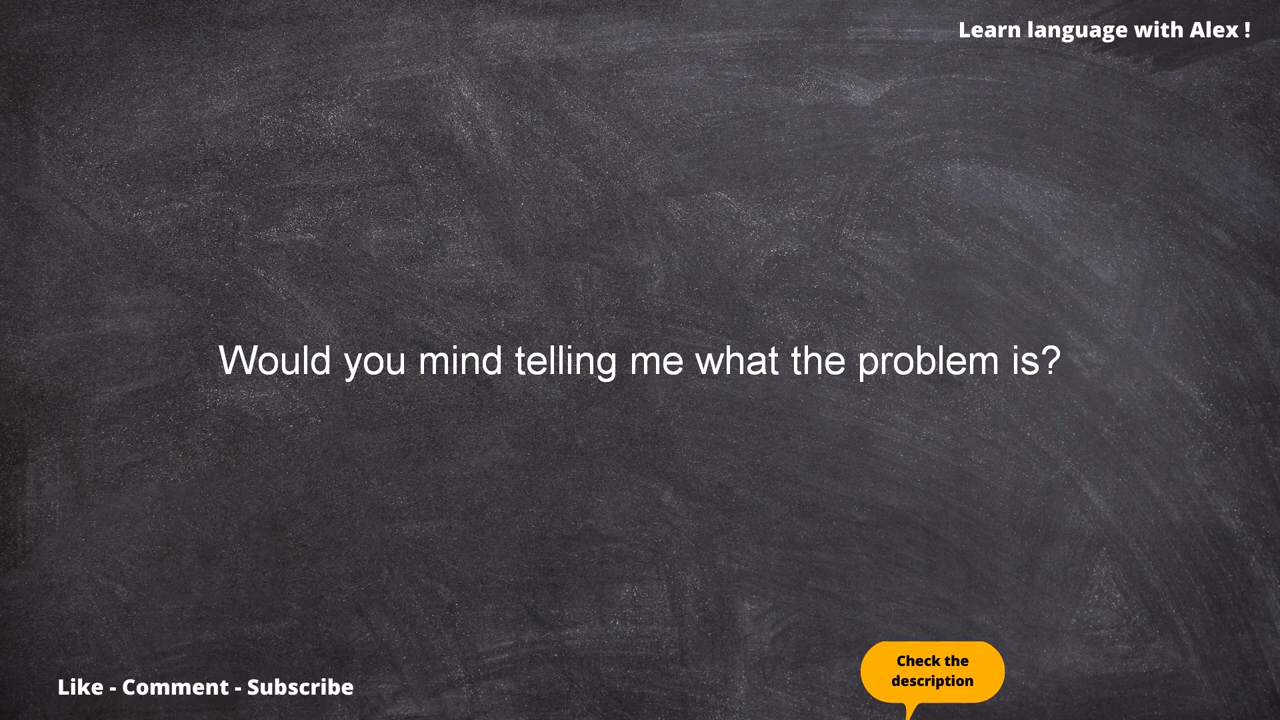 Learn language with Alex !
Would you mind telling me what the problem is?
Check the
description
Like - Comment - Subscribe